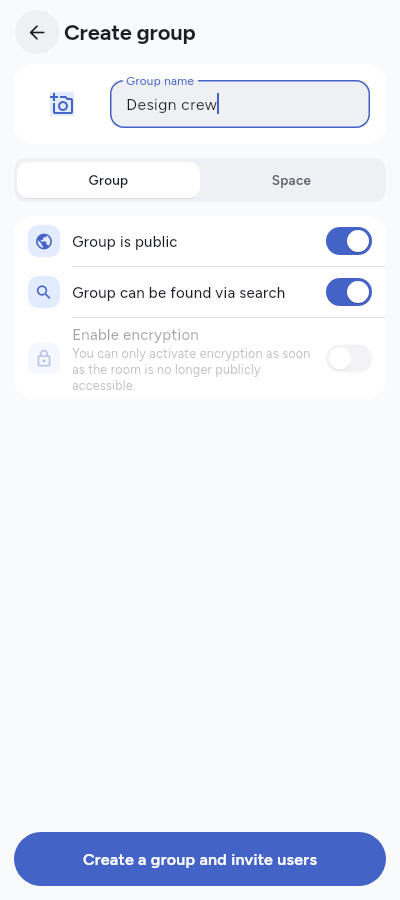 Create group
Group name
Design crew
Group
Space
Group is public
Group can be found via search
Enable encryption
You can only activate encryption as soon
as the room is no longer publicly
accessible.
Create a group and invite users